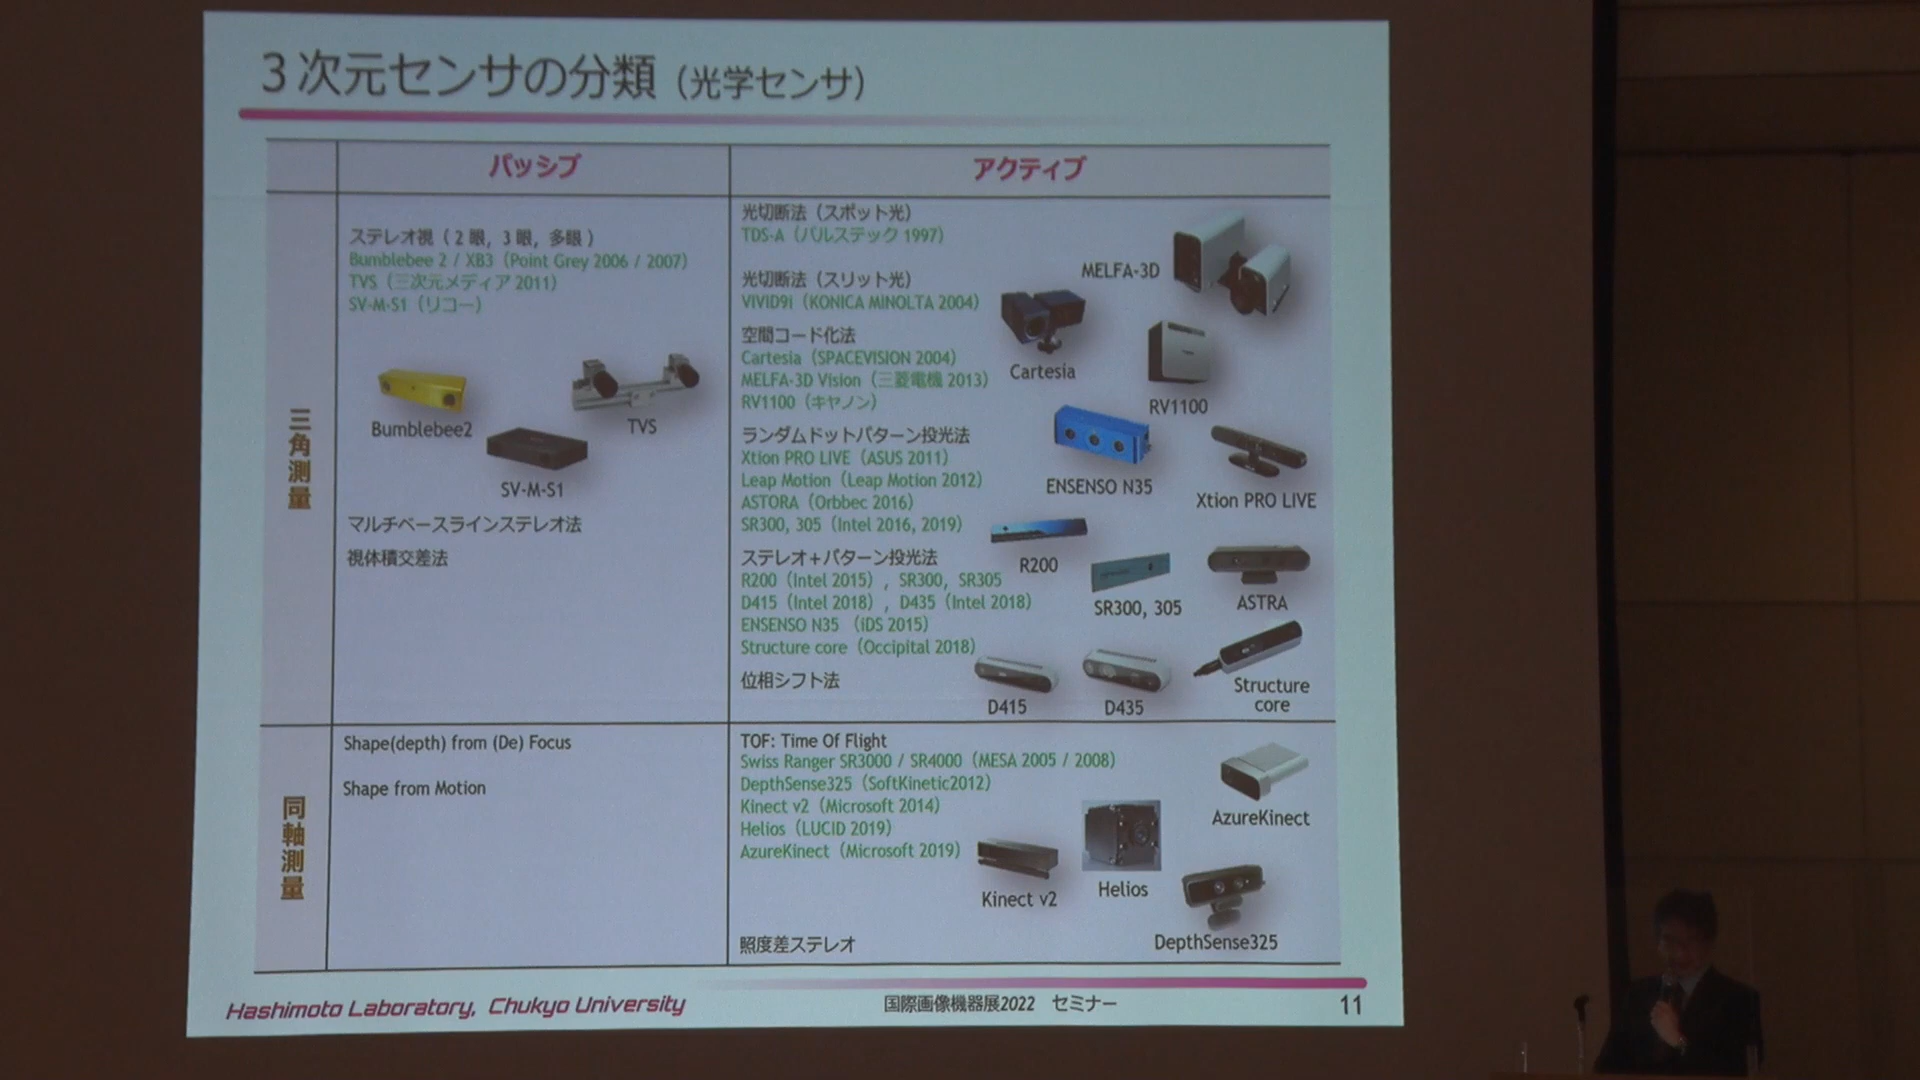 3次元センサの分類（光学センサ）
パッシブ
アクティブ
三角測量
ステレオ視（2眼，3眼，多眼）
Bumblebee 2 / XB3（Point Grey 2006 / 2007）
TVS（三次元メディア 2011）
SV-M-S1（リコー）
Bumblebee2
TVS
SV-M-S1
マルチベースラインステレオ法
視体積交差法
光切断法（スポット光）
TDS-A（パルステック 1997）
光切断法（スリット光）
VIVID9i（KONICA MINOLTA 2004）
空間コード化法
Cartesia（SPACEVISION 2004）
MELFA-3D Vision（三菱電機 2013）
RV1100（キヤノン）
ランダムドットパターン投光法
Xtion PRO LIVE（ASUS 2011）
Leap Motion（Leap Motion 2012）
ASTORA（Orbbec 2016）
SR300, 305（Intel 2016, 2019）
ステレオ+パターン投光法
R200（Intel 2015）, SR300, SR305
D415（Intel 2018）, D435（Intel 2018）
ENSENSO N35 （iDS 2015）
Structure core（Occipital 2018）
位相シフト法
MELFA-3D
Cartesia
RV1100
ENSENSO N35
Xtion PRO LIVE
R200
SR300, 305
ASTRA
D415
D435
Structure
core
同軸測量
Shape(depth) from (De) Focus
Shape from Motion
TOF: Time Of Flight
Swiss Ranger SR3000 / SR4000（MESA 2005 / 2008）
DepthSense325（SoftKinetic2012）
Kinect v2（Microsoft 2014）
Helios（LUCID 2019）
AzureKinect（Microsoft 2019）
照度差ステレオ
AzureKinect
Kinect v2
Helios
DepthSense325
Hashimoto Laboratory, Chukyo University
国際画像機器展2022 セミナー
11